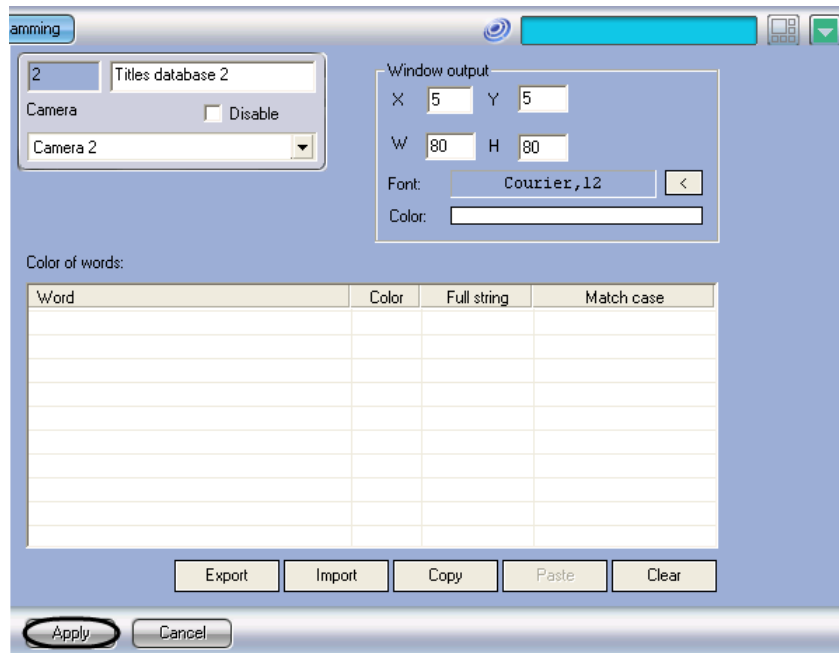 amming
2 Titles database 2
Camera Disable
Camera 2
Window output
X 5 Y 5
W 80 H 80
Font: Courier,12 <
Color:
Color of words:
Word Color Full string Match case
Export Import Copy Paste Clear
Apply Cancel